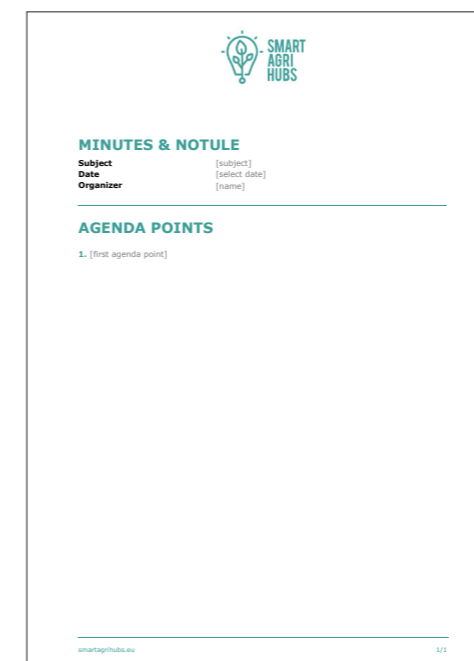 SMART
AGRI
HUBS
MINUTES & NOTULE
Subject [subject]
Date [select date]
Organizer [name]
AGENDA POINTS
1. [first agenda point]
smartagrihubs.eu 1/1